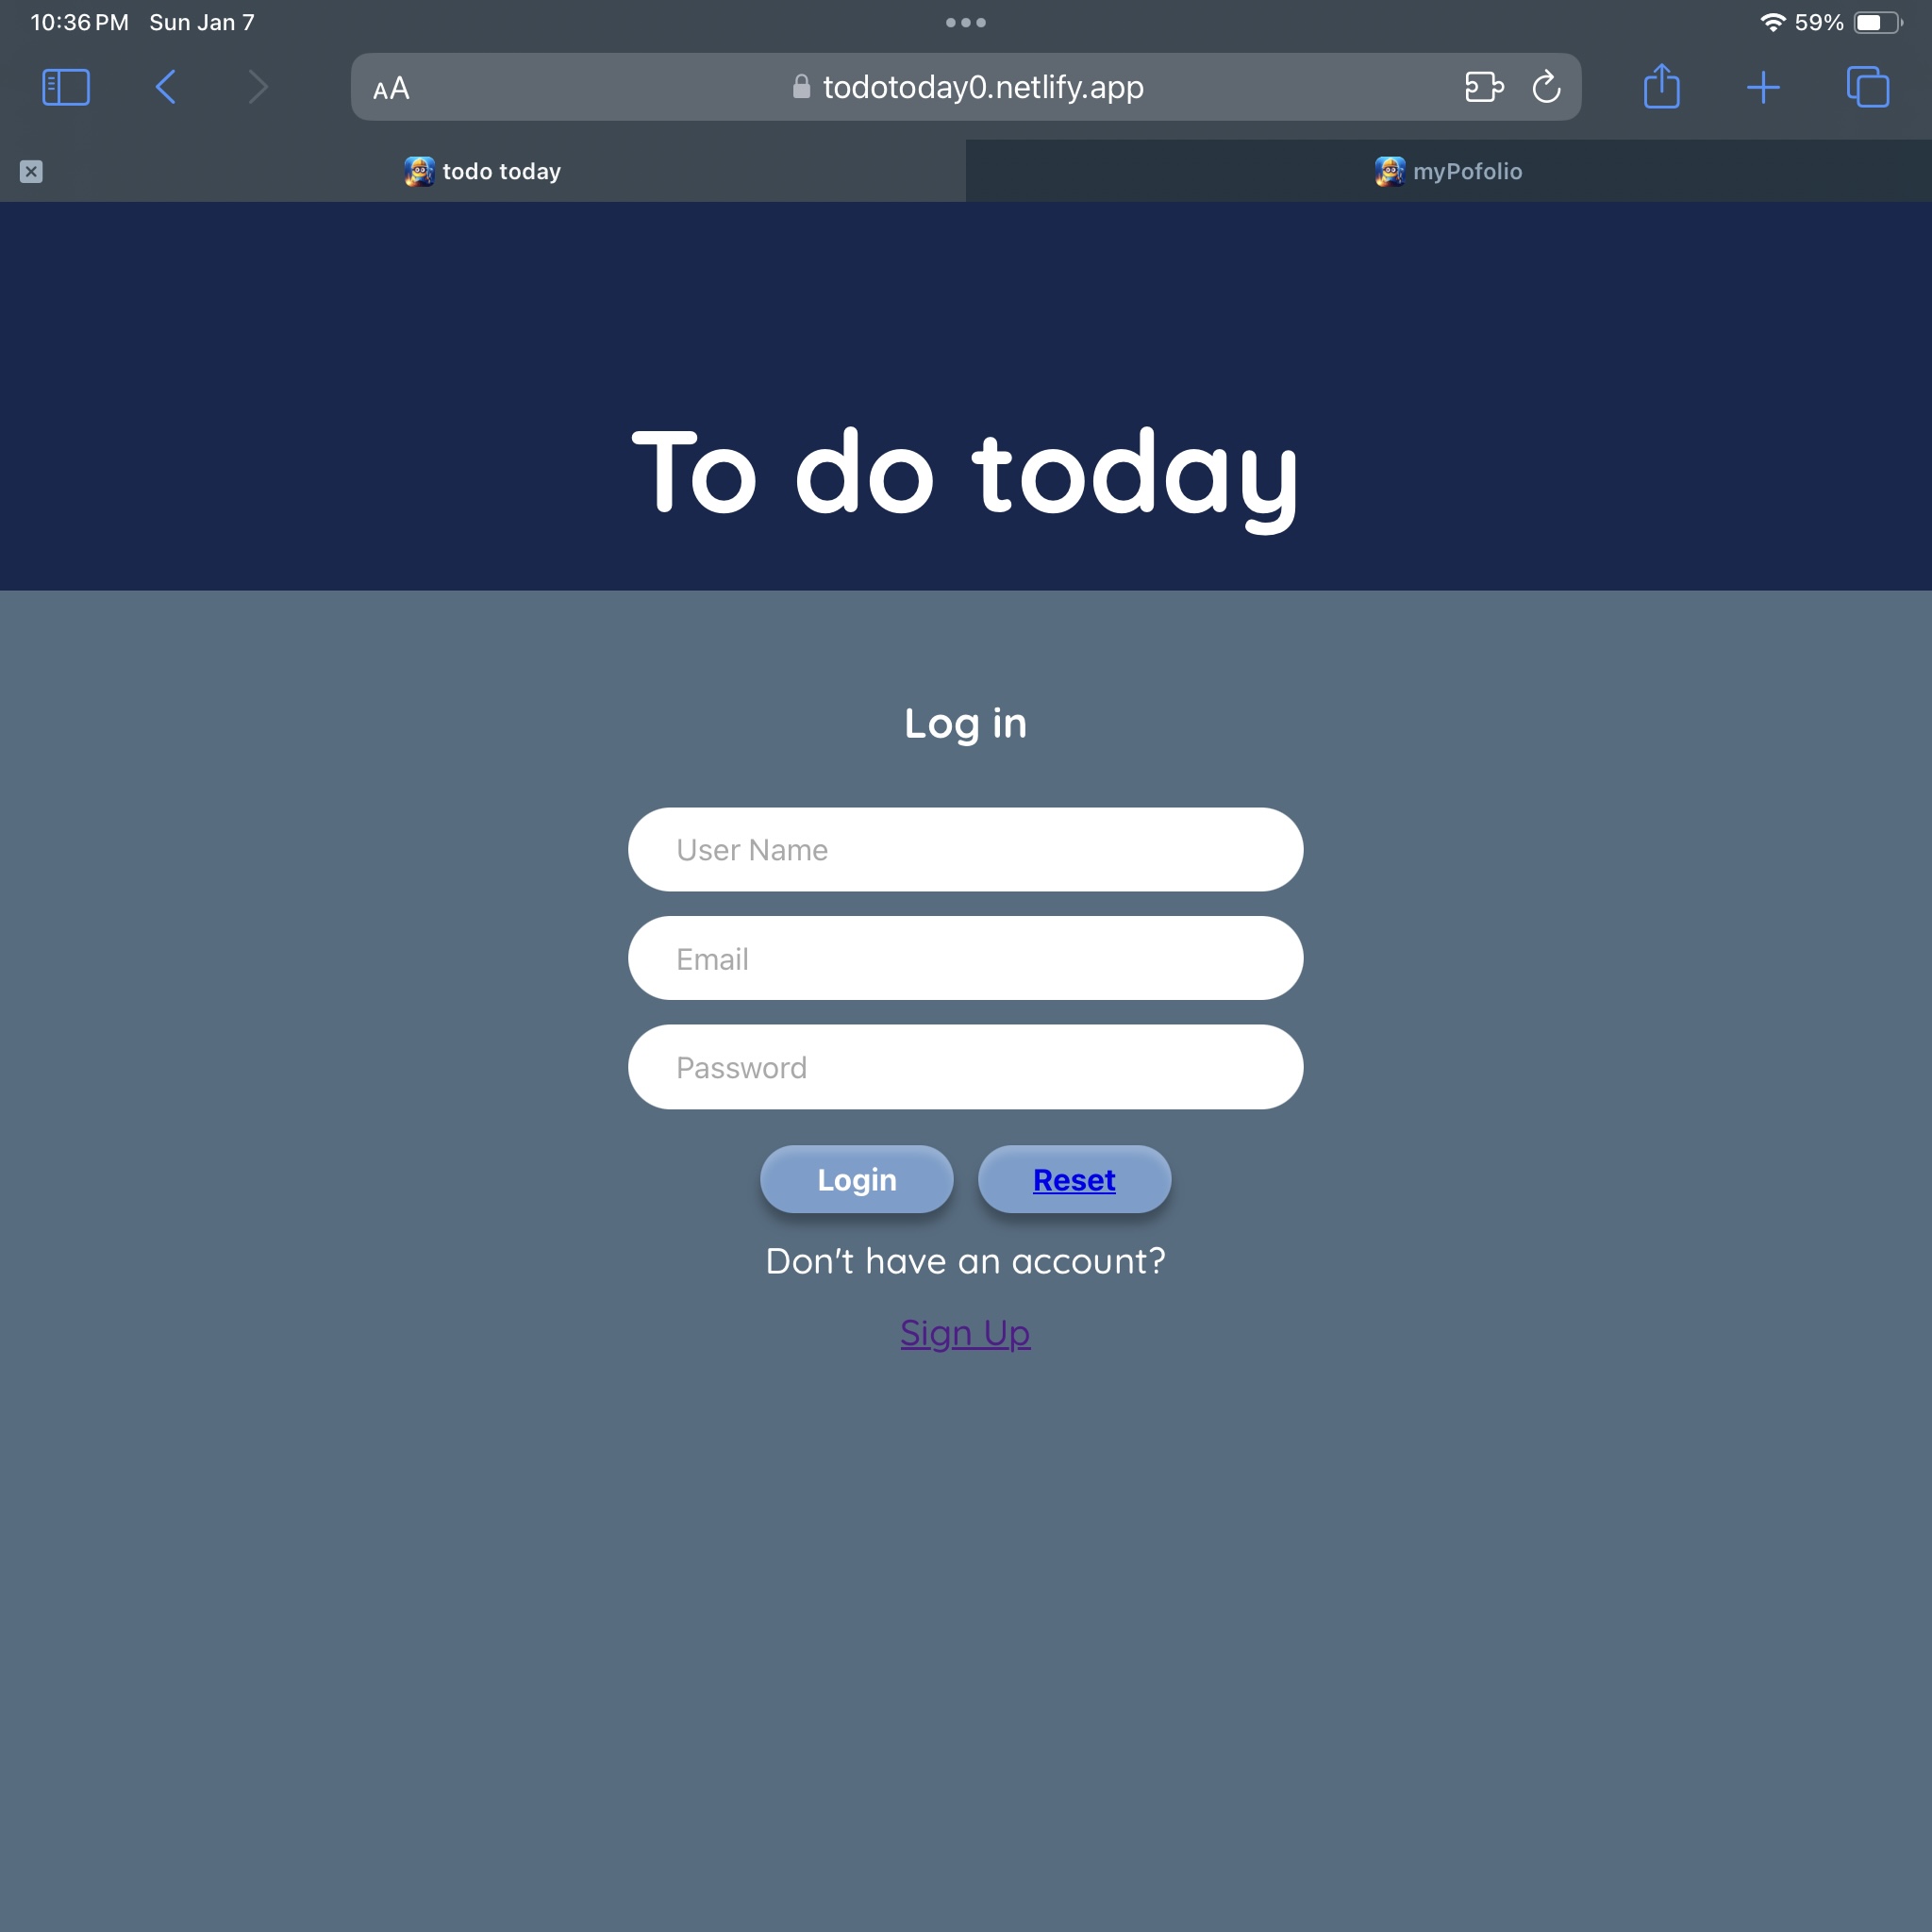 10:36 PM Sun Jan 7
59%
AA
todotoday0.netlify.app
todo today
myPofolio
To do today
Log in
User Name
Email
Password
Login
Reset
Don't have an account?
Sign Up